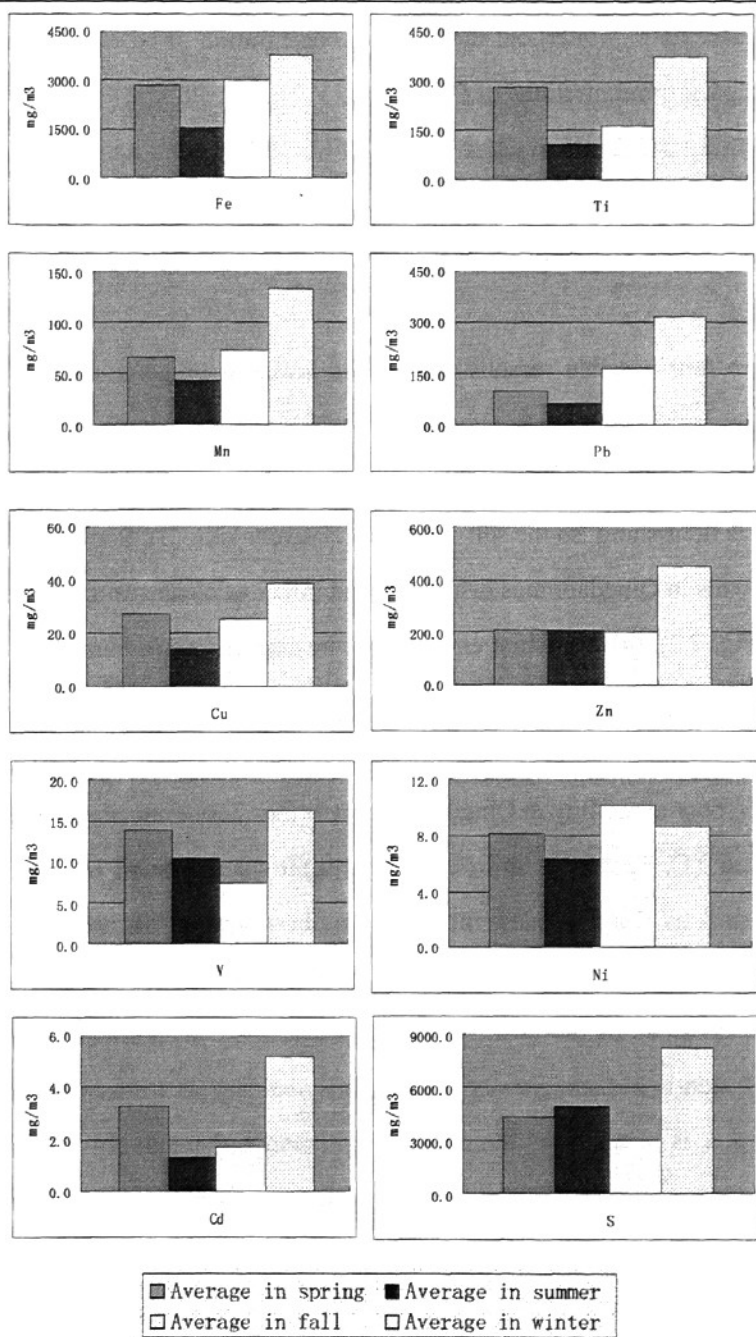 4500.0
3000.0
1500.0
0.0
mg/m3
Fe
450.0
300.0
150.0
0.0
mg/m3
Ti
150.0
100.0
50.0
0.0
mg/m3
Mn
450.0
300.0
150.0
0.0
mg/m3
Pb
60.0
40.0
20.0
0.0
mg/m3
Cu
600.0
400.0
200.0
0.0
mg/m3
Zn
20.0
15.0
10.0
5.0
0.0
mg/m3
V
12.0
8.0
4.0
0.0
mg/m3
Ni
6.0
4.0
2.0
0.0
mg/m3
Cd
9000.0
6000.0
3000.0
0.0
mg/m3
S
Average in spring Average in summer
Average in fall Average in winter